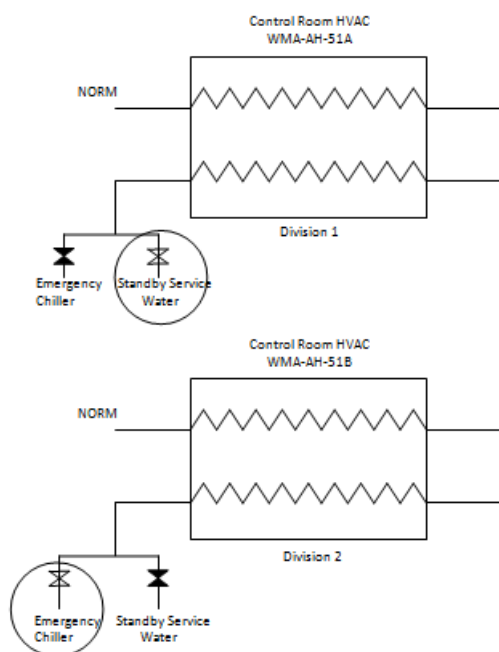 Control Room HVAC
WMA-AH-51A
NORM
Division 1
Emergency
Chiller
Standby Service
Water
Control Room HVAC
WMA-AH-51B
NORM
Division 2
Emergency
Chiller
Standby Service
Water